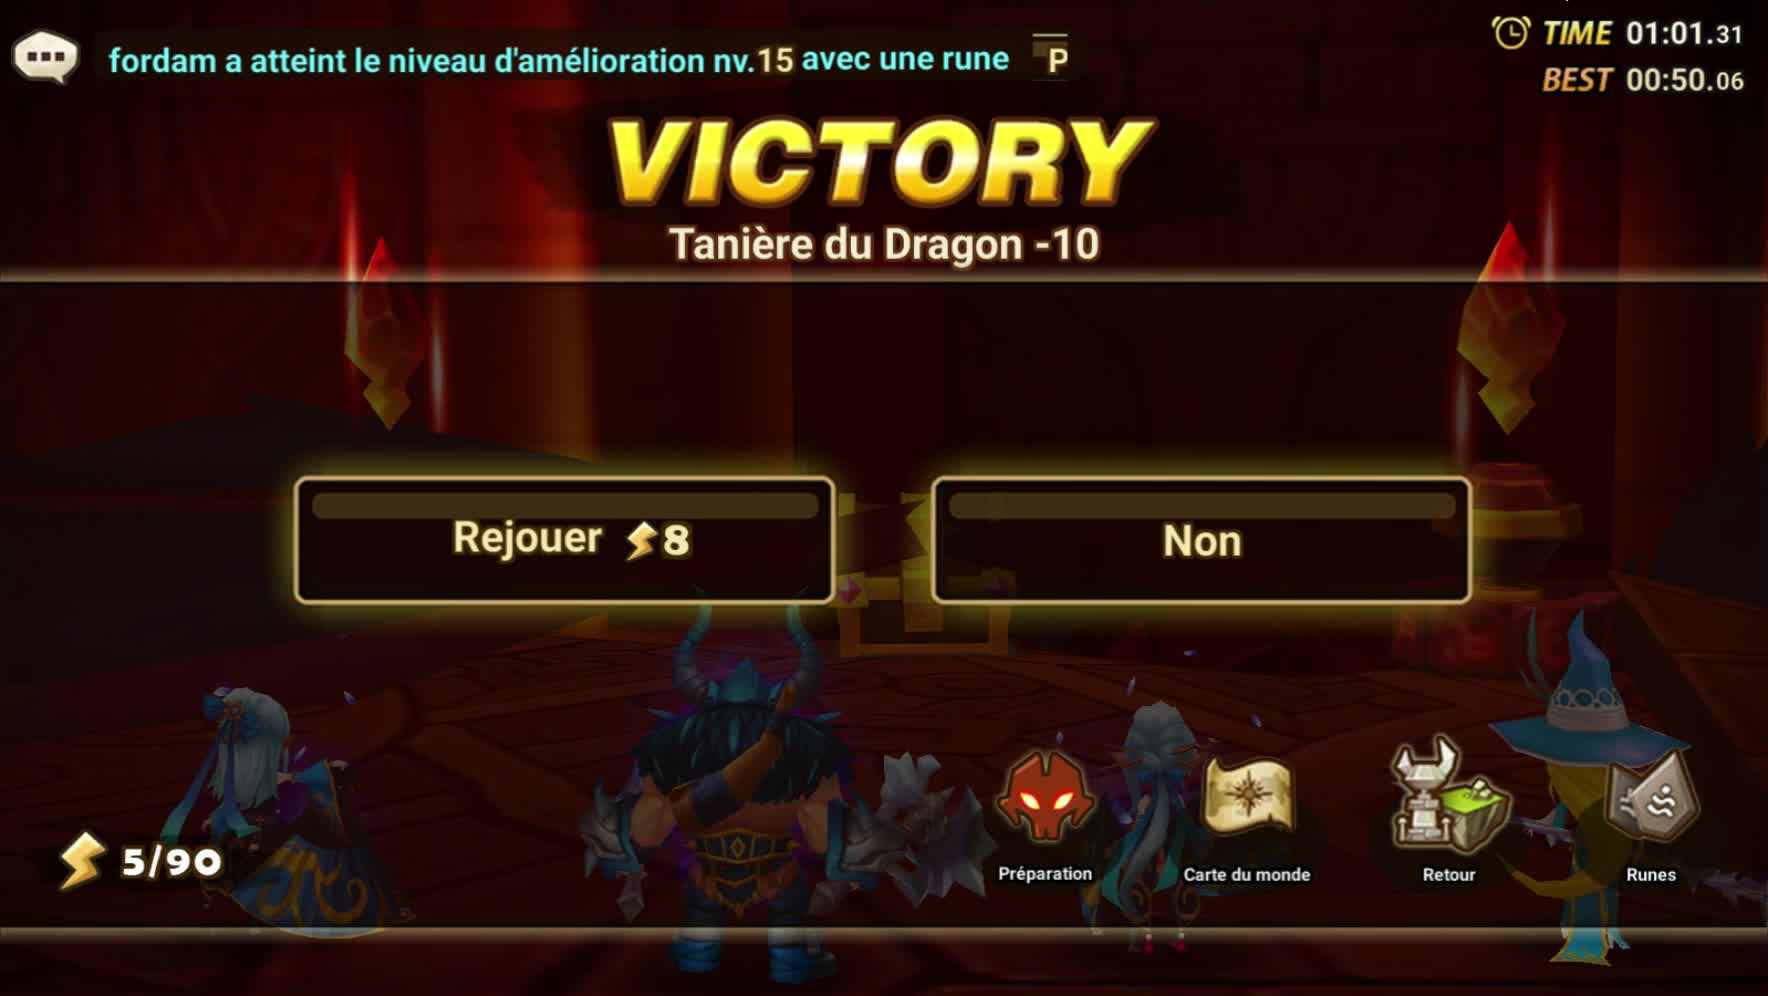 fordam a atteint le niveau d'amélioration nv.15 avec une rune P
TIME 01:01.31
BEST 00:50.06
VICTORY
Tanière du Dragon -10
Rejouer 8
Non
5/90
Préparation
Carte du monde
Retour
Runes